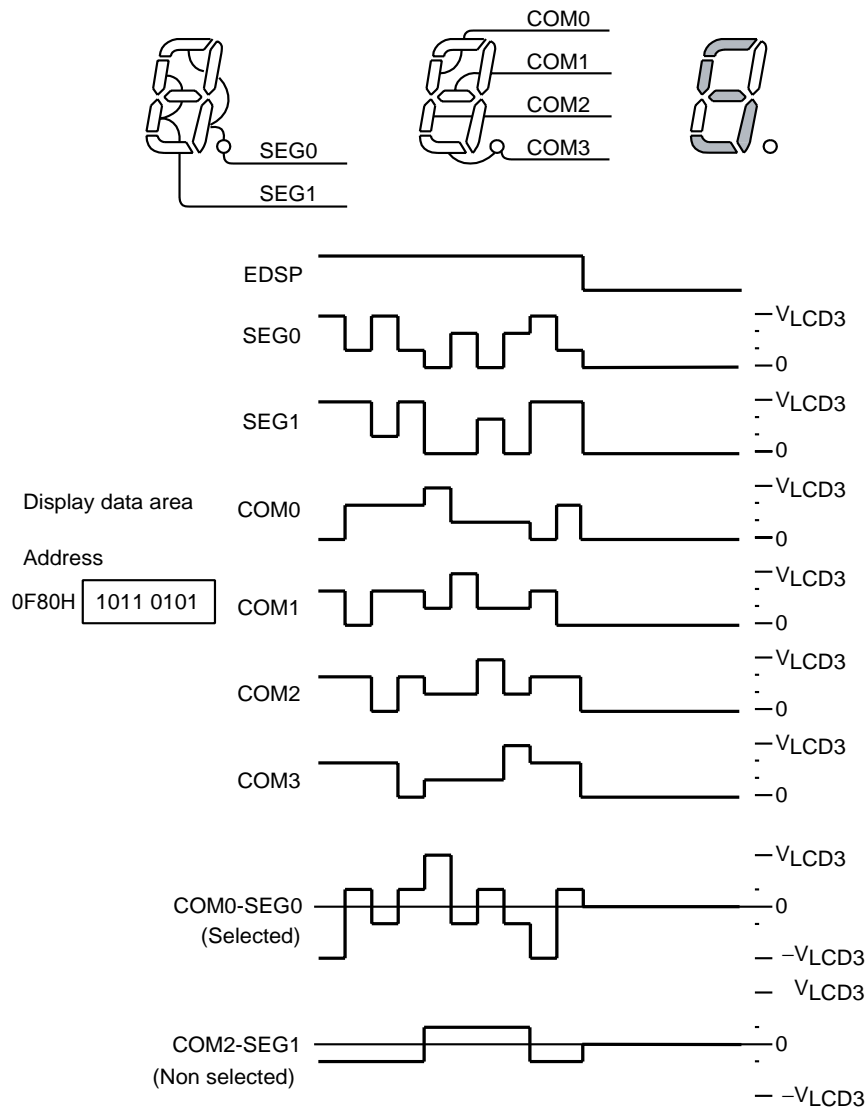 COM0
COM1
COM2
COM3
SEG0
SEG1
EDSP
SEG0
VLCD3
0
SEG1
VLCD3
0
Display data area
COM0
VLCD3
0
Address
0F80H 1011 0101
COM1
VLCD3
0
COM2
VLCD3
0
COM3
VLCD3
0
COM0-SEG0
(Selected)
VLCD3
0
−VLCD3
COM2-SEG1
(Non selected)
VLCD3
0
−VLCD3